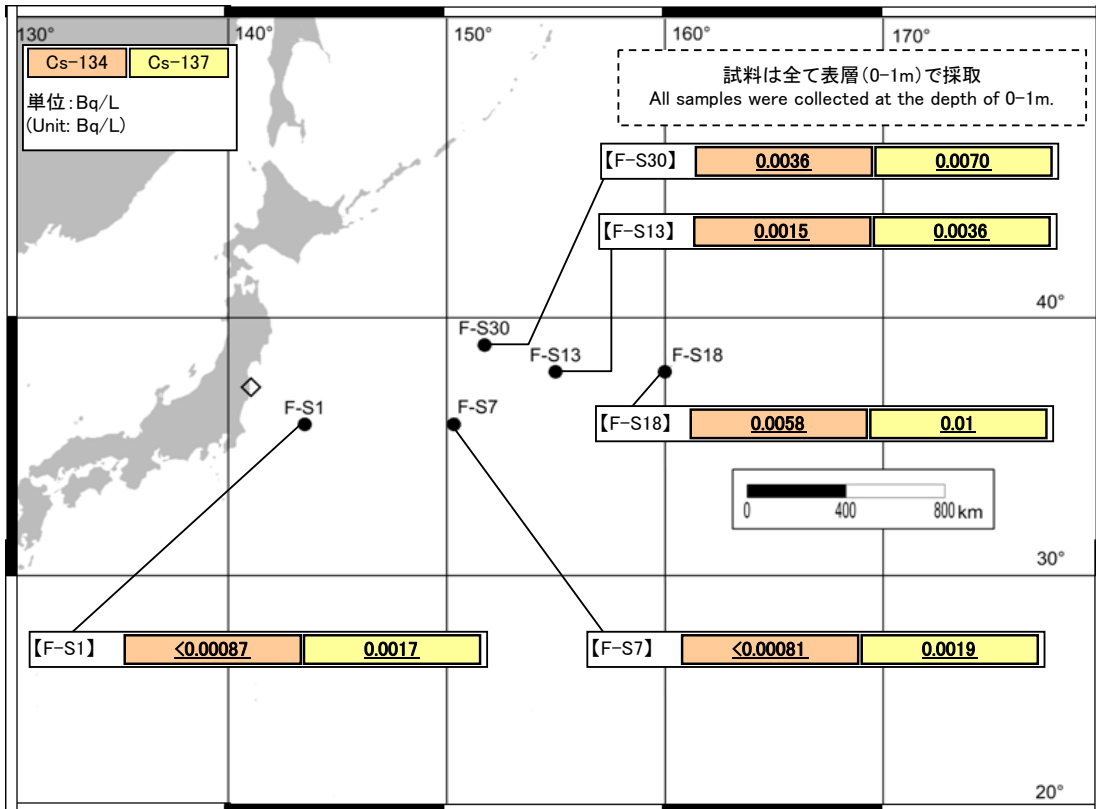 130° 140° 150° 160° 170°
Cs-134 Cs-137
単位:Bq/L
(Unit: Bq/L)
試料は全て表層(0-1m)で採取
All samples were collected at the depth of 0-1m.
【F-S30】 0.0036 0.0070
【F-S13】 0.0015 0.0036
40°
F-S30
F-S13
F-S18
F-S1
F-S7
【F-S18】 0.0058 0.01
0 400 800 km
30°
【F-S1】 <0.00087 0.0017
【F-S7】 <0.00081 0.0019
20°